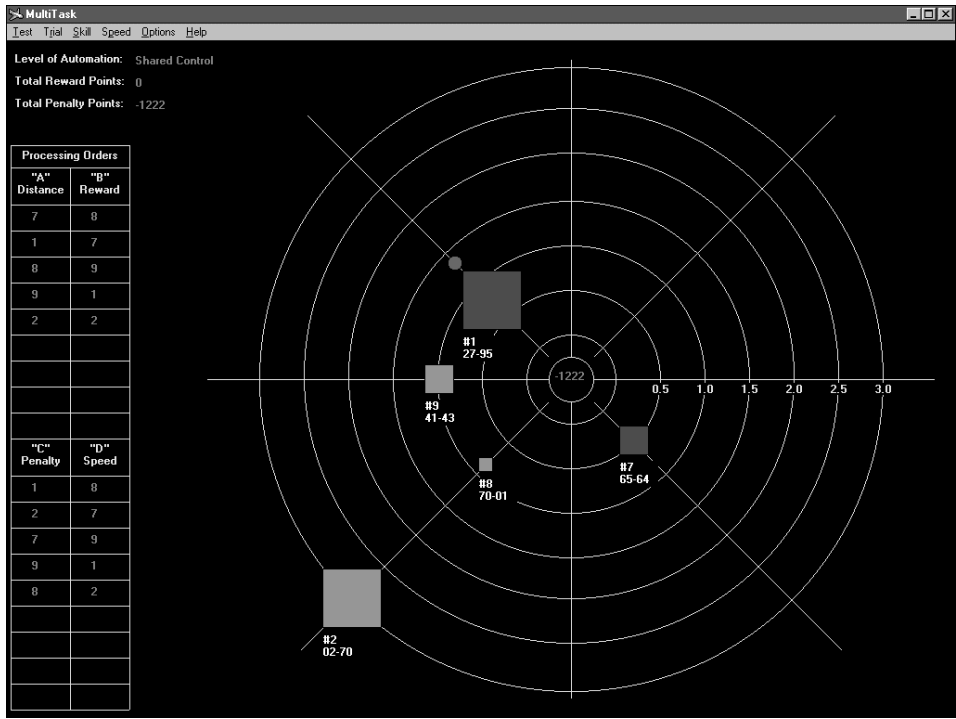 MultiTask
Test Trial Skill Speed Options Help
Level of Automation: Shared Control
Total Reward Points: 0
Total Penalty Points: -1222
Processing Orders
"A" "B"
Distance Reward
7 8
1 7
8 9
9 1
2 2
"C" "D"
Penalty Speed
1 8
2 7
7 9
9 1
8 2
#1
27-95
-1222
0.5 1.0 1.5 2.0 2.5 3.0
#9
41-43
#8
70-01
#7
65-64
#2
02-70